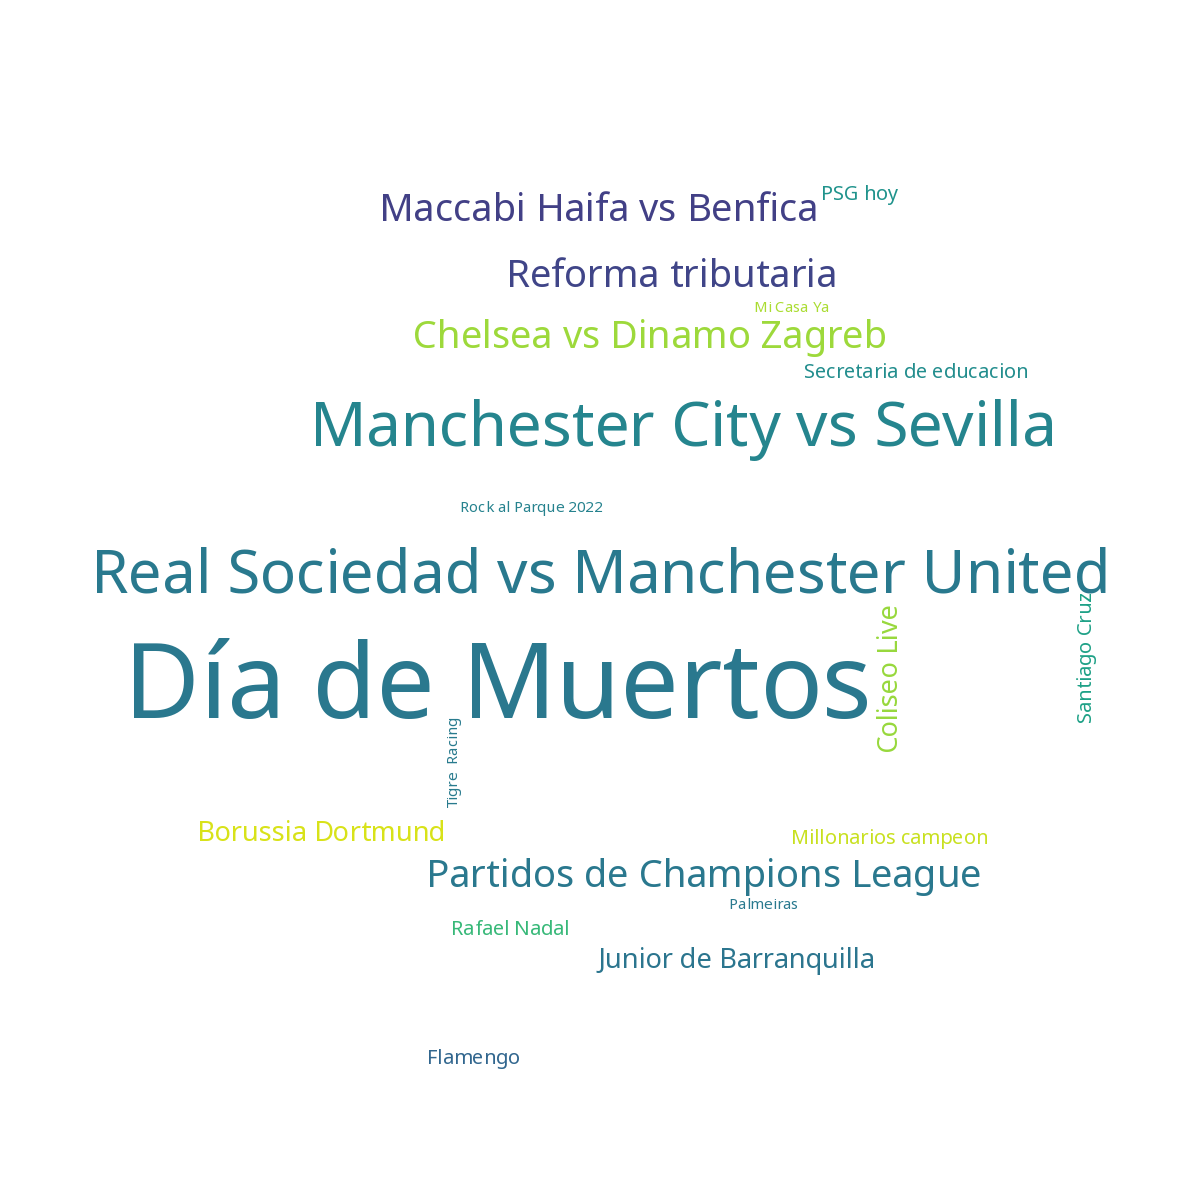 Maccabi Haifa vs Benfica
PSG hoy
Reforma tributaria
Mi Casa Ya
Chelsea vs Dinamo Zagreb
Secretaria de educacion
Manchester City vs Sevilla
Rock al Parque 2022
Real Sociedad vs Manchester United
Santiago Cruz
Coliseo Live
Día de Muertos
Tigre Racing
Borussia Dortmund
Millonarios campeon
Partidos de Champions League
Palmeiras
Rafael Nadal
Junior de Barranquilla
Flamengo